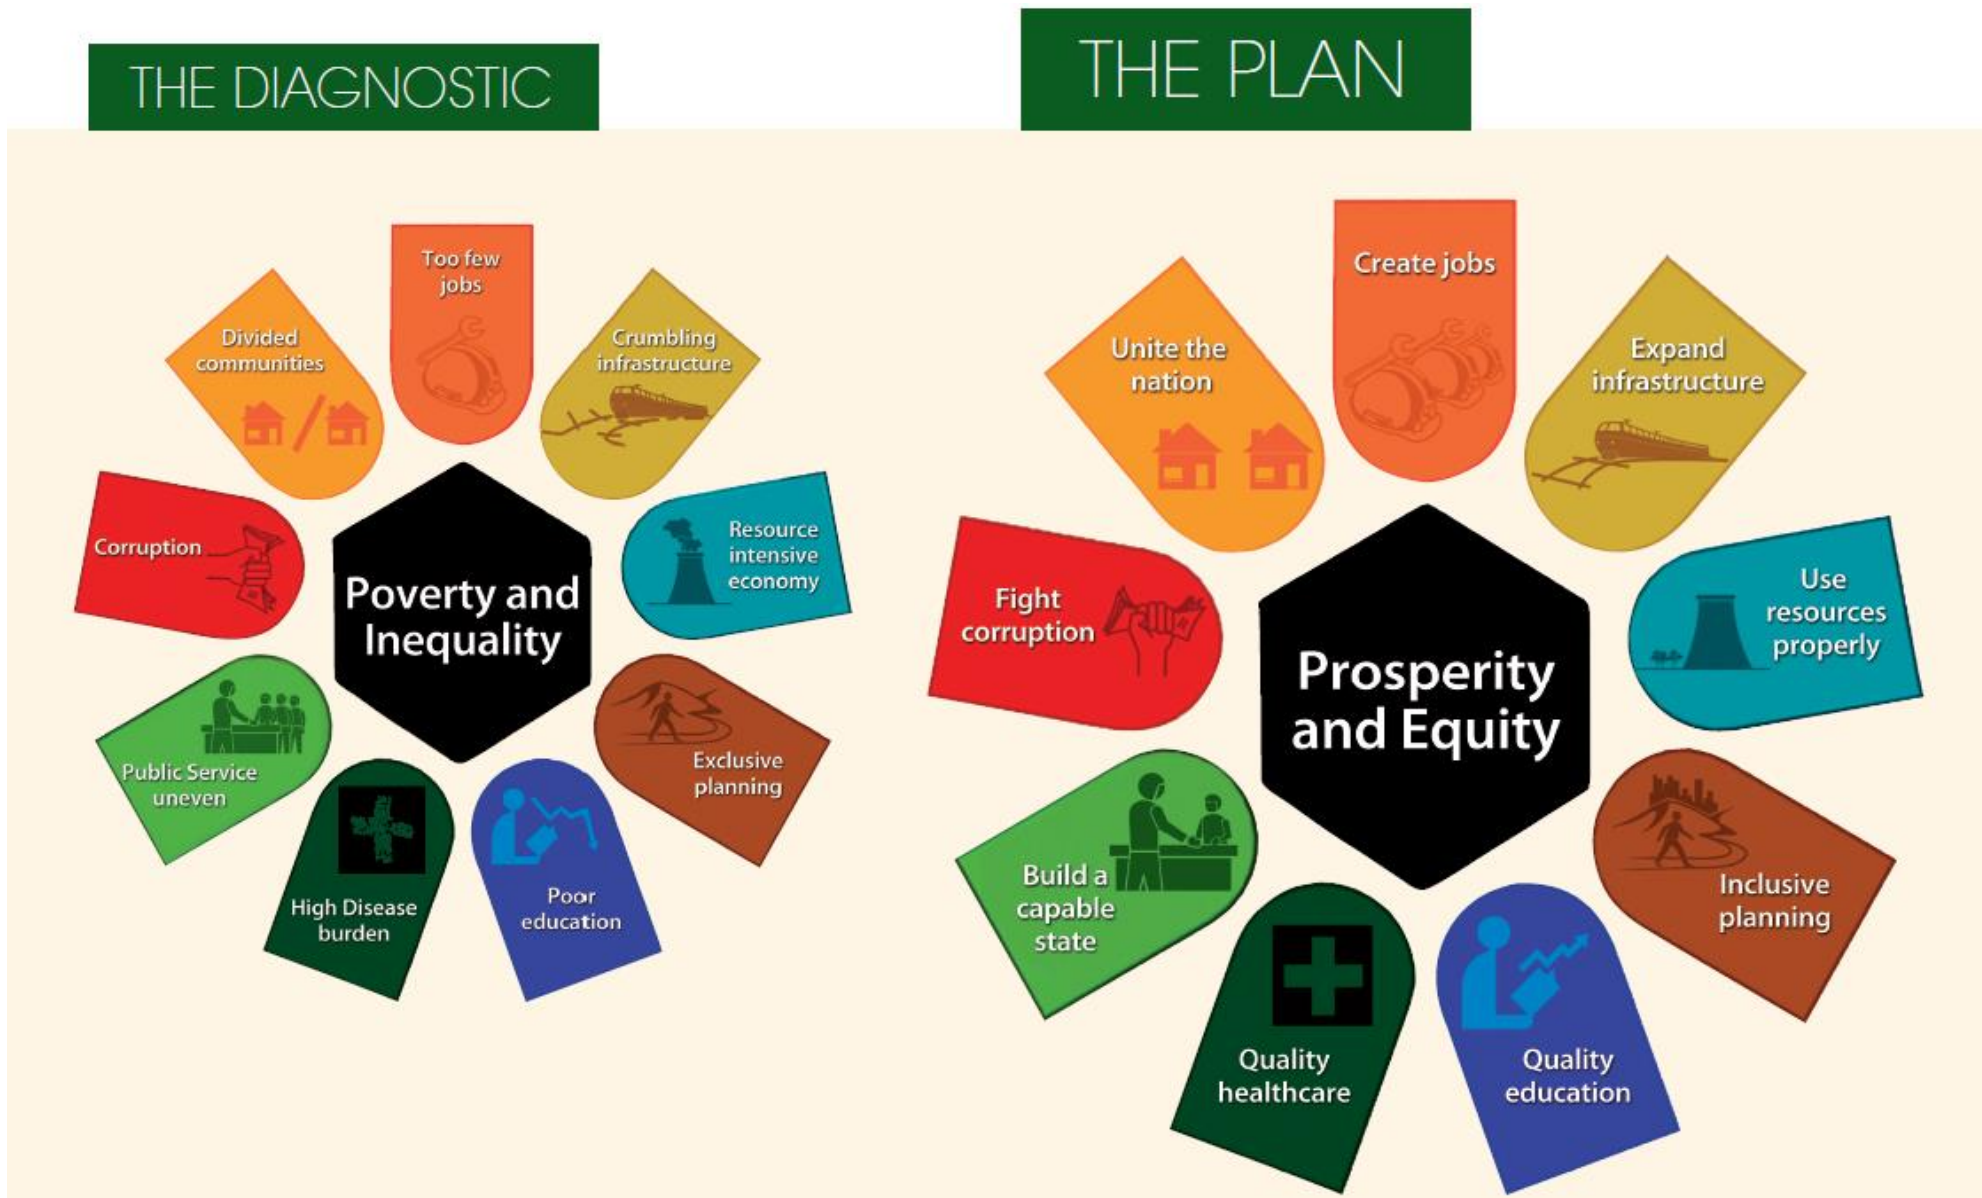 THE DIAGNOSTIC
Too few
jobs
Crumbling
infrastructure
Resource
intensive
economy
Exclusive
planning
Poor
education
High Disease
burden
Public Service
uneven
Corruption
Divided
communities
Poverty and
Inequality
THE PLAN
Create jobs
Expand
infrastructure
Use
resources
properly
Inclusive
planning
Quality
education
Quality
healthcare
Build a
capable
state
Fight
corruption
Unite the
nation
Prosperity
and Equity